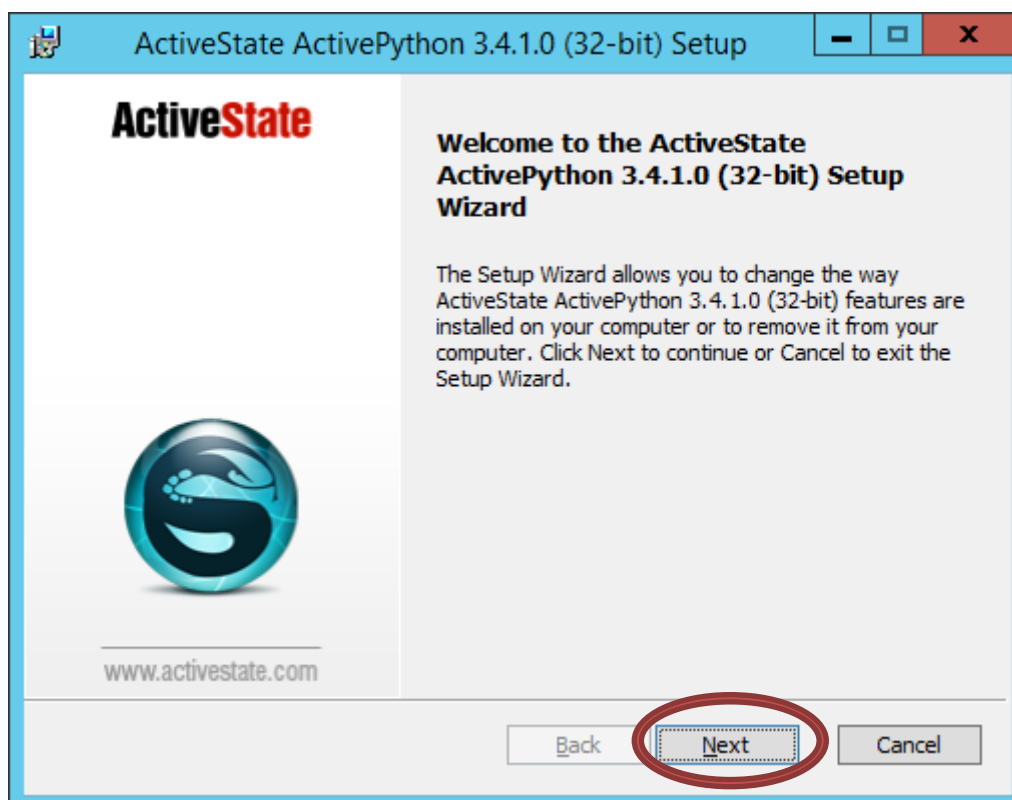 ActiveState ActivePython 3.4.1.0 (32-bit) Setup
ActiveState
Welcome to the ActiveState
ActivePython 3.4.1.0 (32-bit) Setup
Wizard
The Setup Wizard allows you to change the way
ActiveState ActivePython 3.4.1.0 (32-bit) features are
installed on your computer or to remove it from your
computer. Click Next to continue or Cancel to exit the
Setup Wizard.
www.activestate.com
Back
Next
Cancel